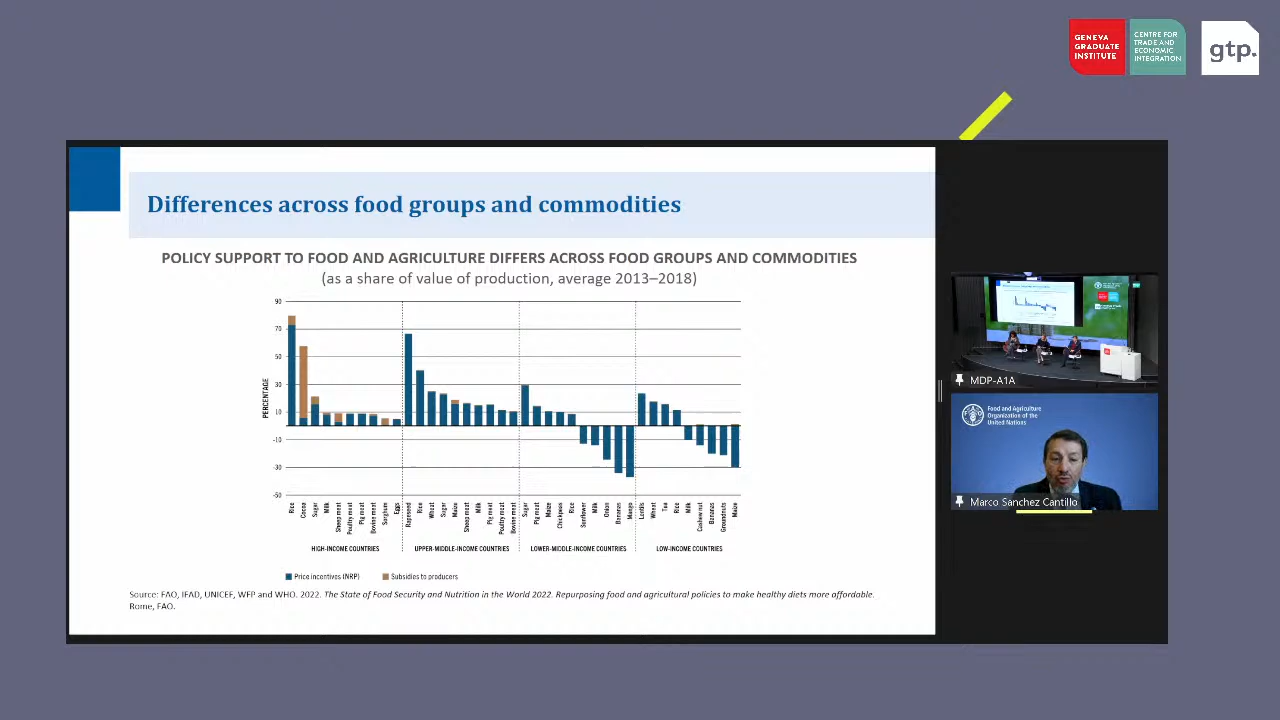 GENEVA
GRADUATE
INSTITUTE
CENTRE FOR
TRADE AND
ECONOMIC
INTEGRATION
gtp.
Differences across food groups and commodities
POLICY SUPPORT TO FOOD AND AGRICULTURE DIFFERS ACROSS FOOD GROUPS AND COMMODITIES
(as a share of value of production, average 2013–2018)
PERCENTAGE
90
70
50
30
10
-10
-30
-50
Rice
Cocoa
Sugar
Milk
Sheep meat
Poultry meat
Pig meat
Bovine meat
Sorghum
Eggs
Rapeseed
Rice
Wheat
Sugar
Maize
Sheep meat
Milk
Pig meat
Poultry meat
Bovine meat
Sugar
Pig meat
Maize
Chickpeas
Rice
Sunflower
Milk
Onion
Bananas
Mango
Lentils
Wheat
Tea
Rice
Milk
Cashew nut
Bananas
Groundnuts
Maize
HIGH-INCOME COUNTRIES
UPPER-MIDDLE-INCOME COUNTRIES
LOWER-MIDDLE-INCOME COUNTRIES
LOW-INCOME COUNTRIES
Price incentives (NRP)
Subsidies to producers
Source: FAO, IFAD, UNICEF, WFP and WHO. 2022. The State of Food Security and Nutrition in the World 2022. Repurposing food and agricultural policies to make healthy diets more affordable.
Rome, FAO.
MDP-A1A
Food and Agriculture
Organization of the
United Nations
Marco Sanchez Cantillo